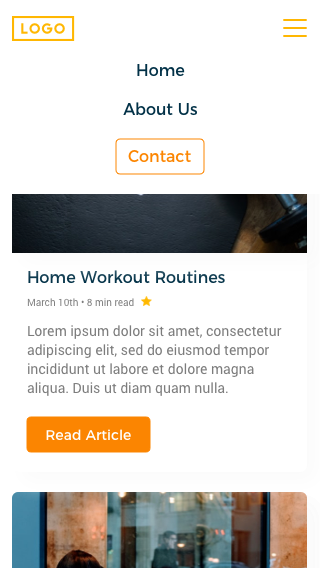 LOGO
Home
About Us
Contact
Home Workout Routines
March 10th • 8 min read
Lorem ipsum dolor sit amet, consectetur
adipiscing elit, sed do eiusmod tempor
incididunt ut labore et dolore magna
aliqua. Duis ut diam quam nulla.
Read Article